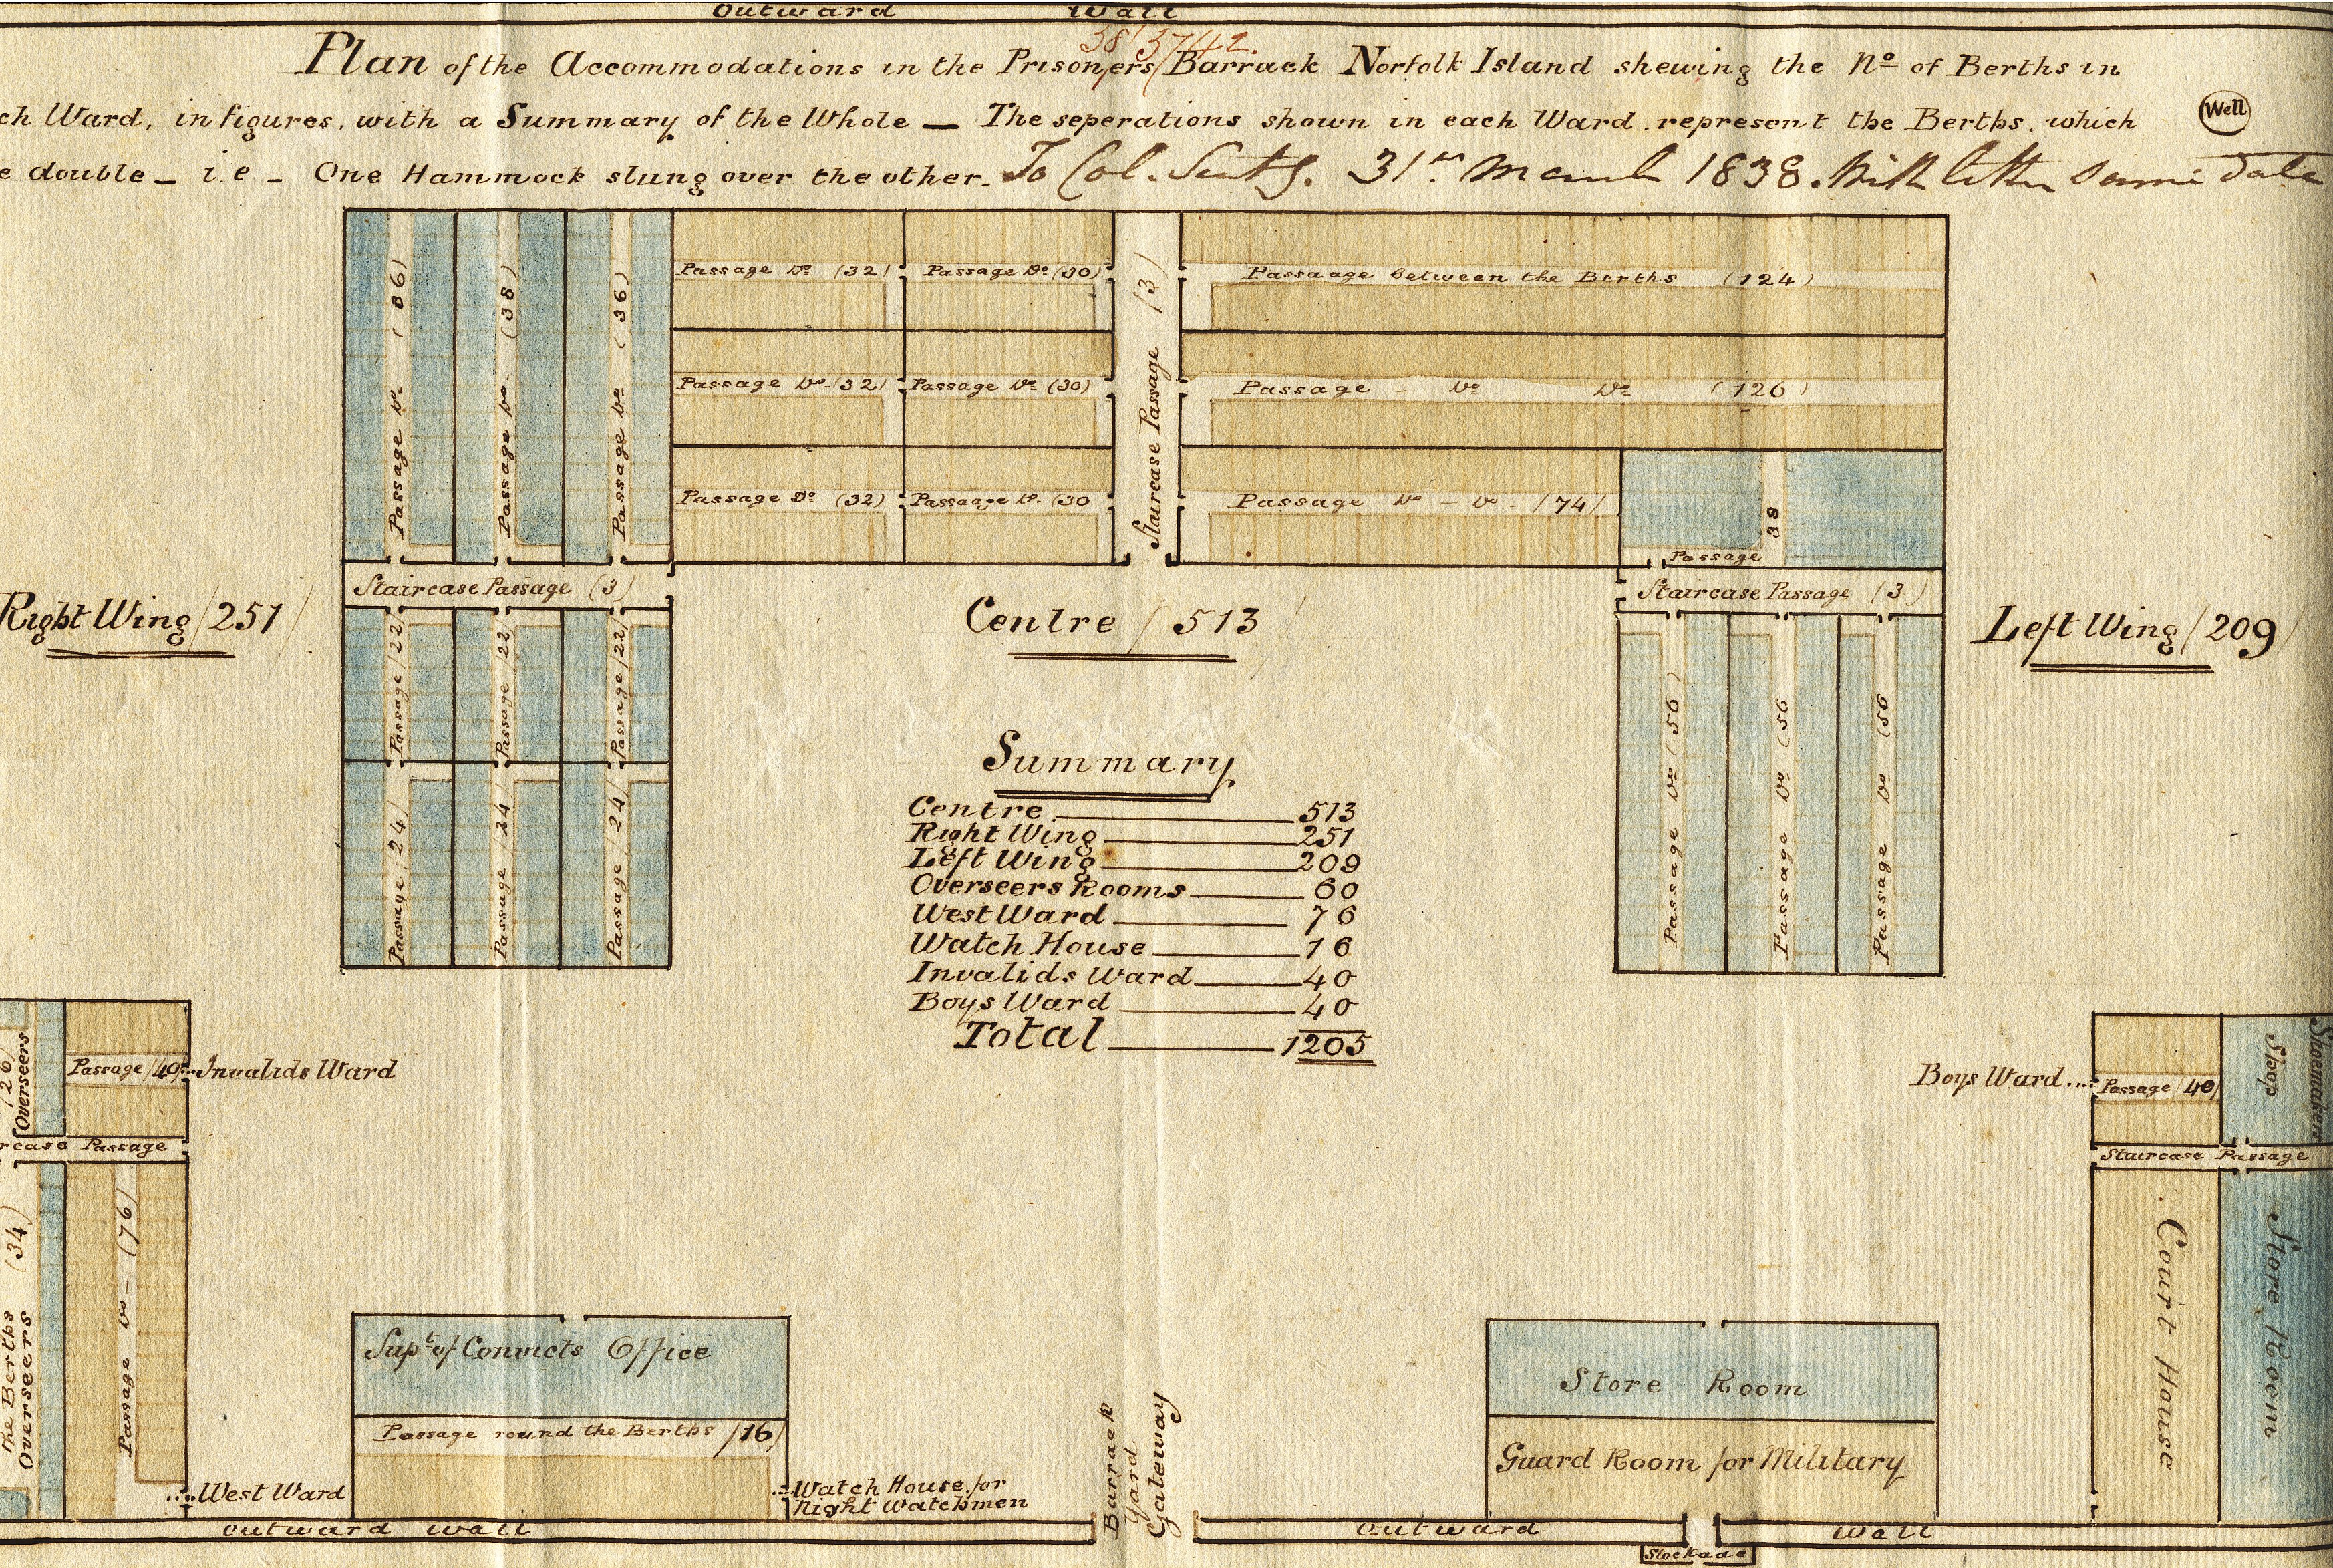 Outward Wall
38/3742.
Plan of the Accommodations in the Prisoners Barrack Norfolk Island shewing the No of Berths in
ch Ward, in figures, with a Summary of the Whole — The seperations shown in each Ward, represent the Berths, which
e double — i.e — One Hammock slung over the other. To Col. 31st March 1838. With letter same date
Well
Passage Do (32)
Passage Do (30)
Passaage between the Berths (124)
Passage Do (32)
Passage Do (30)
Passage - Do Do (126)
Passage Do (32)
Passaage Do. (30
Passage Do - Do - (74)
Passage Do (36)
Passage Do (38)
Passage Do (36)
Staircase Passage (3)
38
Passage
Staircase Passage (3)
Staircase Passage (3)
Right Wing (251)
Centre (513)
Left Wing (209)
Passage (22)
Passage (22
Passage (22)
Passage (24)
Passage (24)
Passage (24)
Passage Do (56)
Passage Do (56
Passage Do (56
Summary
Centre 513
Right Wing 251
Left Wing 209
Overseers Rooms 60
West Ward 76
Watch House 16
Invalids Ward 40
Boys Ward 40
Total 1205
(26)
Overseers
Passage (40)
Invalids Ward
rcase Passage
(34)
the Berths
Overseers
Passage Do - (76)
West Ward
Boys Ward
Passage (40)
Shoemakers
Shop
Staircase Passage
Court House
Store Room
Supt of Convicts Office
Passage round the Berths (16)
Watch House for
Night Watchmen
Barrack
Yard
Gateway
Store Room
Guard Room for Military
Outward Wall
Outward Wall
Stockade